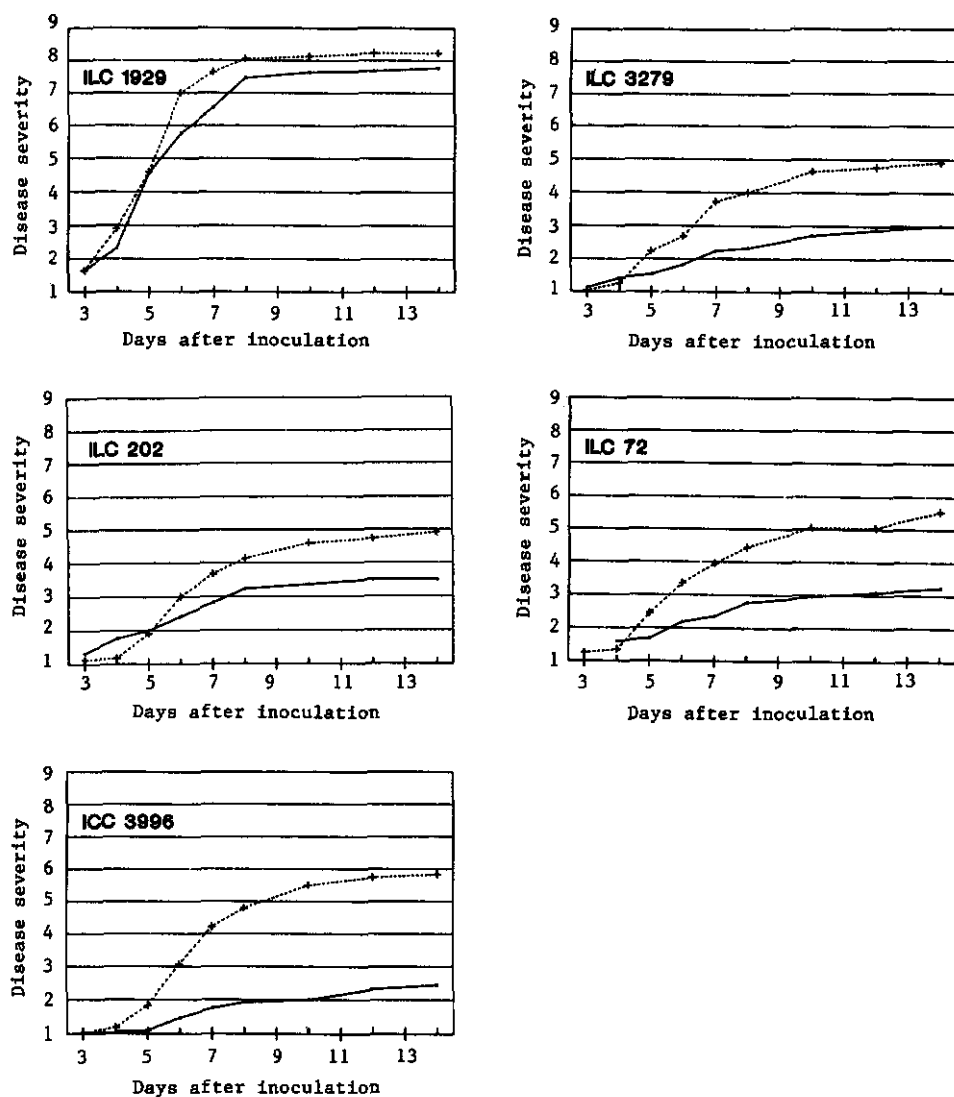 9
8
7
6
5
4
3
2
1
Disease severity
ILC 1929
3 5 7 9 11 13
Days after inoculation
9
8
7
6
5
4
3
2
1
Disease severity
ILC 3279
3 5 7 9 11 13
Days after inoculation
9
8
7
6
5
4
3
2
1
Disease severity
ILC 202
3 5 7 9 11 13
Days after inoculation
9
8
7
6
5
4
3
2
1
Disease severity
ILC 72
3 5 7 9 11 13
Days after inoculation
9
8
7
6
5
4
3
2
1
Disease severity
ICC 3996
3 5 7 9 11 13
Days after inoculation